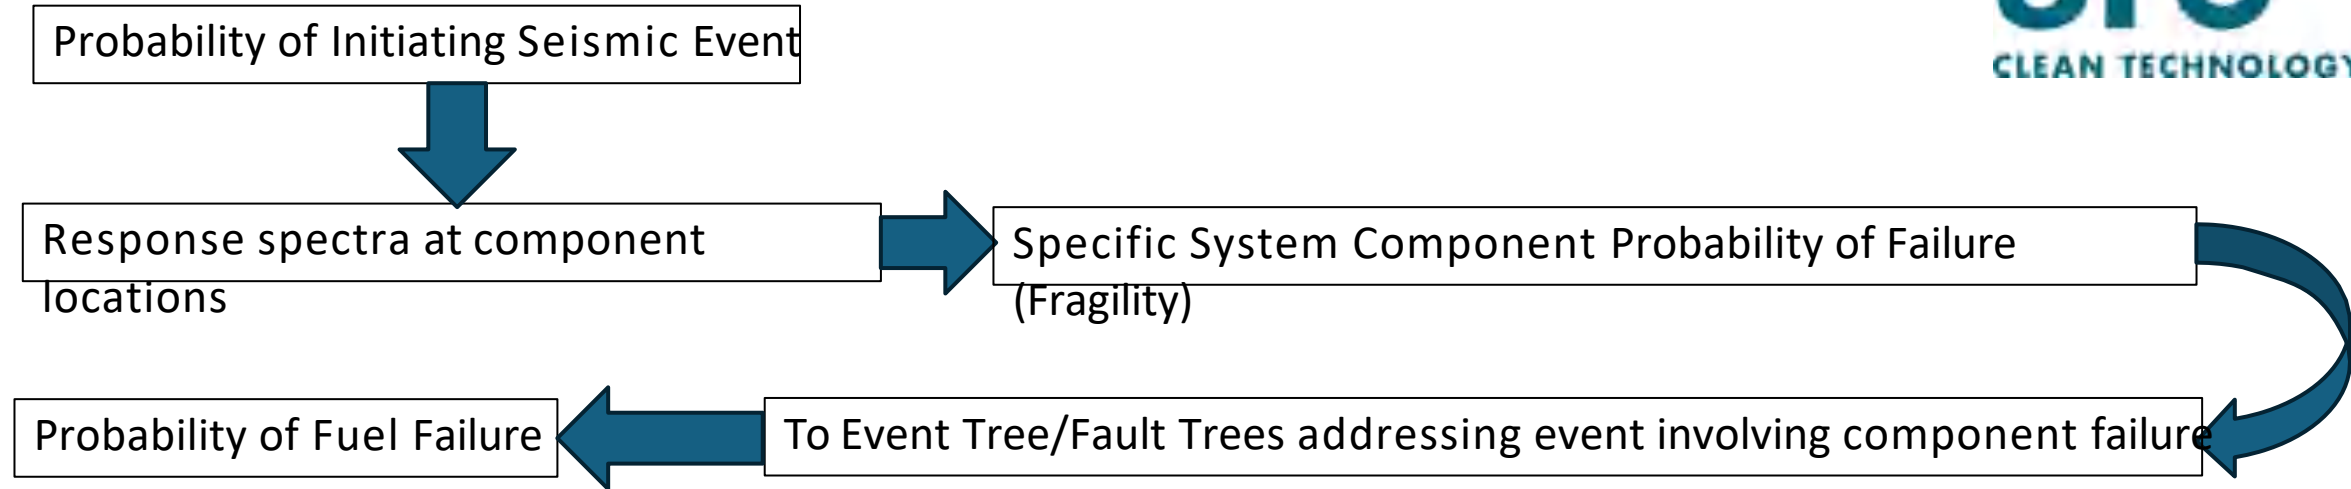 CLEAN TECHNOLOGY
Probability of Initiating Seismic Event
Response spectra at component
locations
Specific System Component Probability of Failure
(Fragility)
To Event Tree/Fault Trees addressing event involving component failure
Probability of Fuel Failure